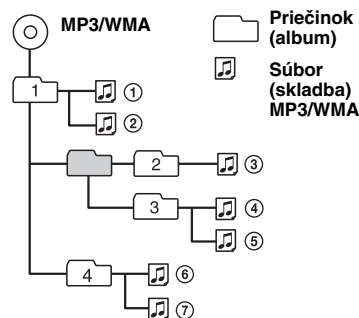 MP3/WMA
Priečinok
(album)
Súbor
(skladba)
MP3/WMA
1
①
②
2
③
3
④
⑤
4
⑥
⑦